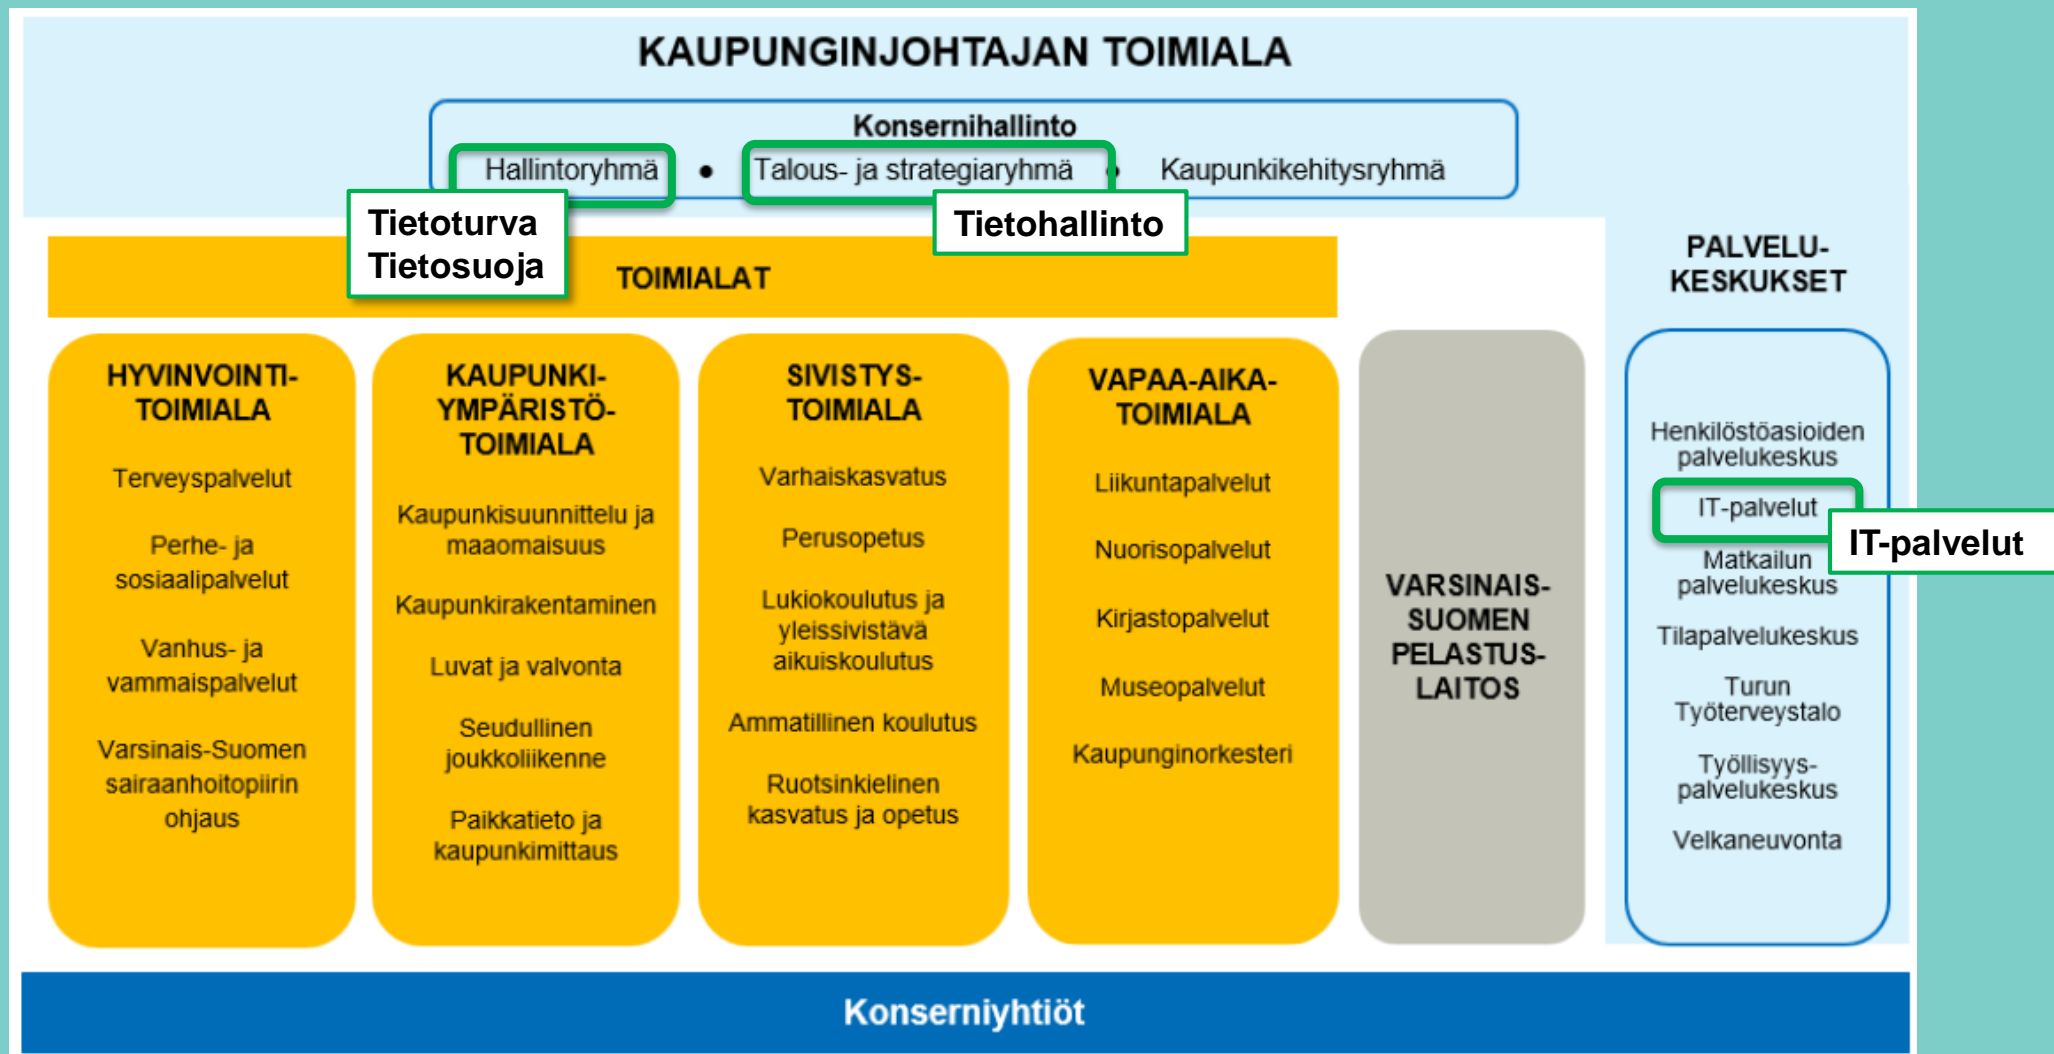 KAUPUNGINJOHTAJAN TOIMIALA
Konsernihallinto
Hallintoryhmä • Talous- ja strategiaryhmä • Kaupunkikehitysryhmä
Tietoturva
Tietosuoja
Tietohallinto
TOIMIALAT
PALVELU-
KESKUKSET
HYVINVOINTI-
TOIMIALA
Terveyspalvelut
Perhe- ja
sosiaalipalvelut
Vanhus- ja
vammaispalvelut
Varsinais-Suomen
sairaanhoitopiirin
ohjaus
KAUPUNKI-
YMPÄRISTÖ-
TOIMIALA
Kaupunkisuunnittelu ja
maaomaisuus
Kaupunkirakentaminen
Luvat ja valvonta
Seudullinen
joukkoliikenne
Paikkatieto ja
kaupunkimittaus
SIVISTYS-
TOIMIALA
Varhaiskasvatus
Perusopetus
Lukiokoulutus ja
yleissivistävä
aikuiskoulutus
Ammatillinen koulutus
Ruotsinkielinen
kasvatus ja opetus
VAPAA-AIKA-
TOIMIALA
Liikuntapalvelut
Nuorisopalvelut
Kirjastopalvelut
Museopalvelut
Kaupunginorkesteri
VARSINAIS-
SUOMEN
PELASTUS-
LAITOS
Henkilöstöasioiden
palvelukeskus
IT-palvelut
IT-palvelut
Matkailun
palvelukeskus
Tilapalvelukeskus
Turun
Työterveystalo
Työllisyys-
palvelukeskus
Velkaneuvonta
Konserniyhtiöt